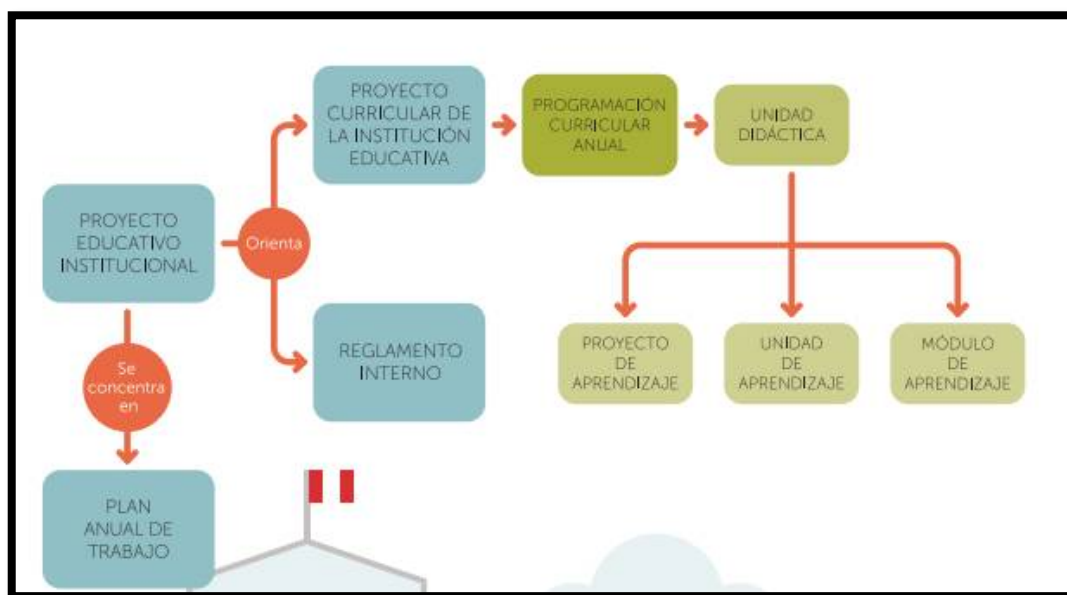 PROYECTO
EDUCATIVO
INSTITUCIONAL
Orienta
PROYECTO
CURRICULAR DE
LA INSTITUCIÓN
EDUCATIVA
PROGRAMACIÓN
CURRICULAR
ANUAL
UNIDAD
DIDÁCTICA
REGLAMENTO
INTERNO
PROYECTO
DE
APRENDIZAJE
UNIDAD
DE
APRENDIZAJE
MÓDULO
DE
APRENDIZAJE
Se
concentra
en
PLAN
ANUAL DE
TRABAJO